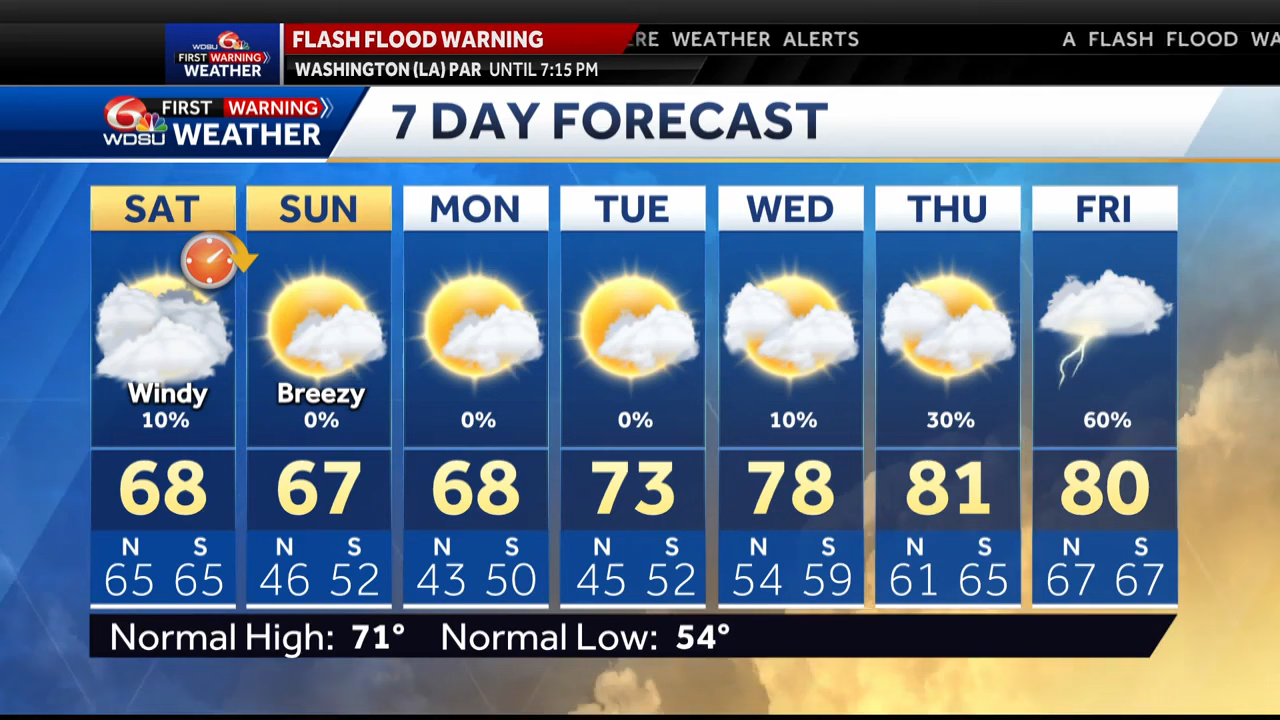 WDSU 6
FIRST WARNING
WEATHER
FLASH FLOOD WARNING
ERE WEATHER ALERTS
A FLASH FLOOD WA
WASHINGTON (LA) PAR UNTIL 7:15 PM
6 WDSU
FIRST WARNING
WEATHER
7 DAY FORECAST
SAT SUN MON TUE WED THU FRI
Windy Breezy
10% 0% 0% 0% 10% 30% 60%
68 67 68 73 78 81 80
N S N S N S N S N S N S N S
65 65 46 52 43 50 45 52 54 59 61 65 67 67
Normal High: 71° Normal Low: 54°